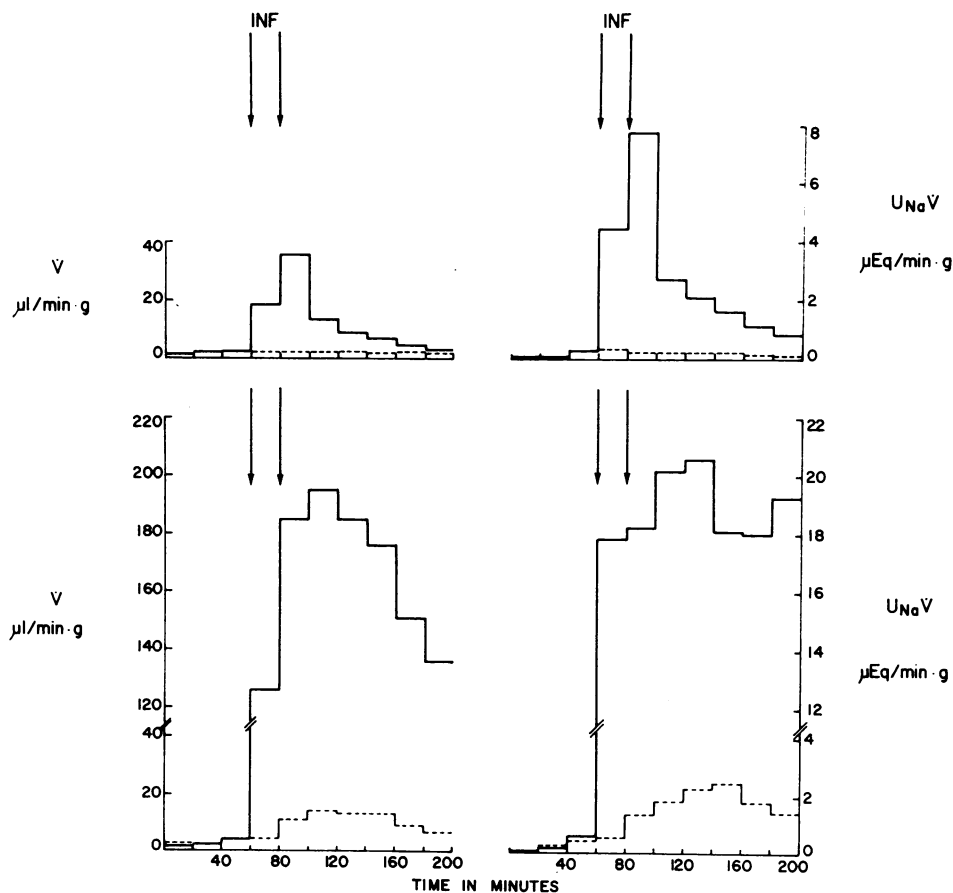 INF INF
8
6
U_Na V̇
40 4
V̇ μEq/min·g
20
μl/min·g 2
0 0
220 22
200 20
180 18
160 16
V̇ U_Na V̇
μl/min·g
140 14
μEq/min·g
120 12
40 4
20 2
0 0
40 80 120 160 200 40 80 120 160 200
TIME IN MINUTES